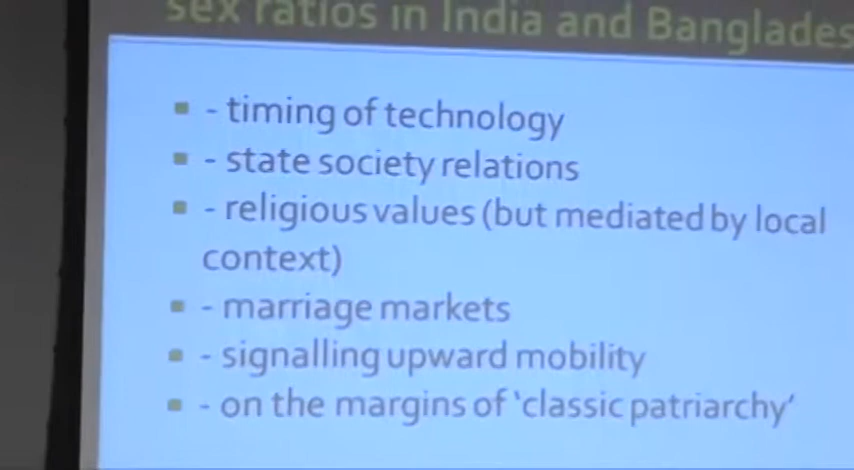 sex ratios in India and Banglades
- timing of technology
- state society relations
- religious values (but mediated by local
context)
- marriage markets
- signalling upward mobility
- on the margins of 'classic patriarchy'